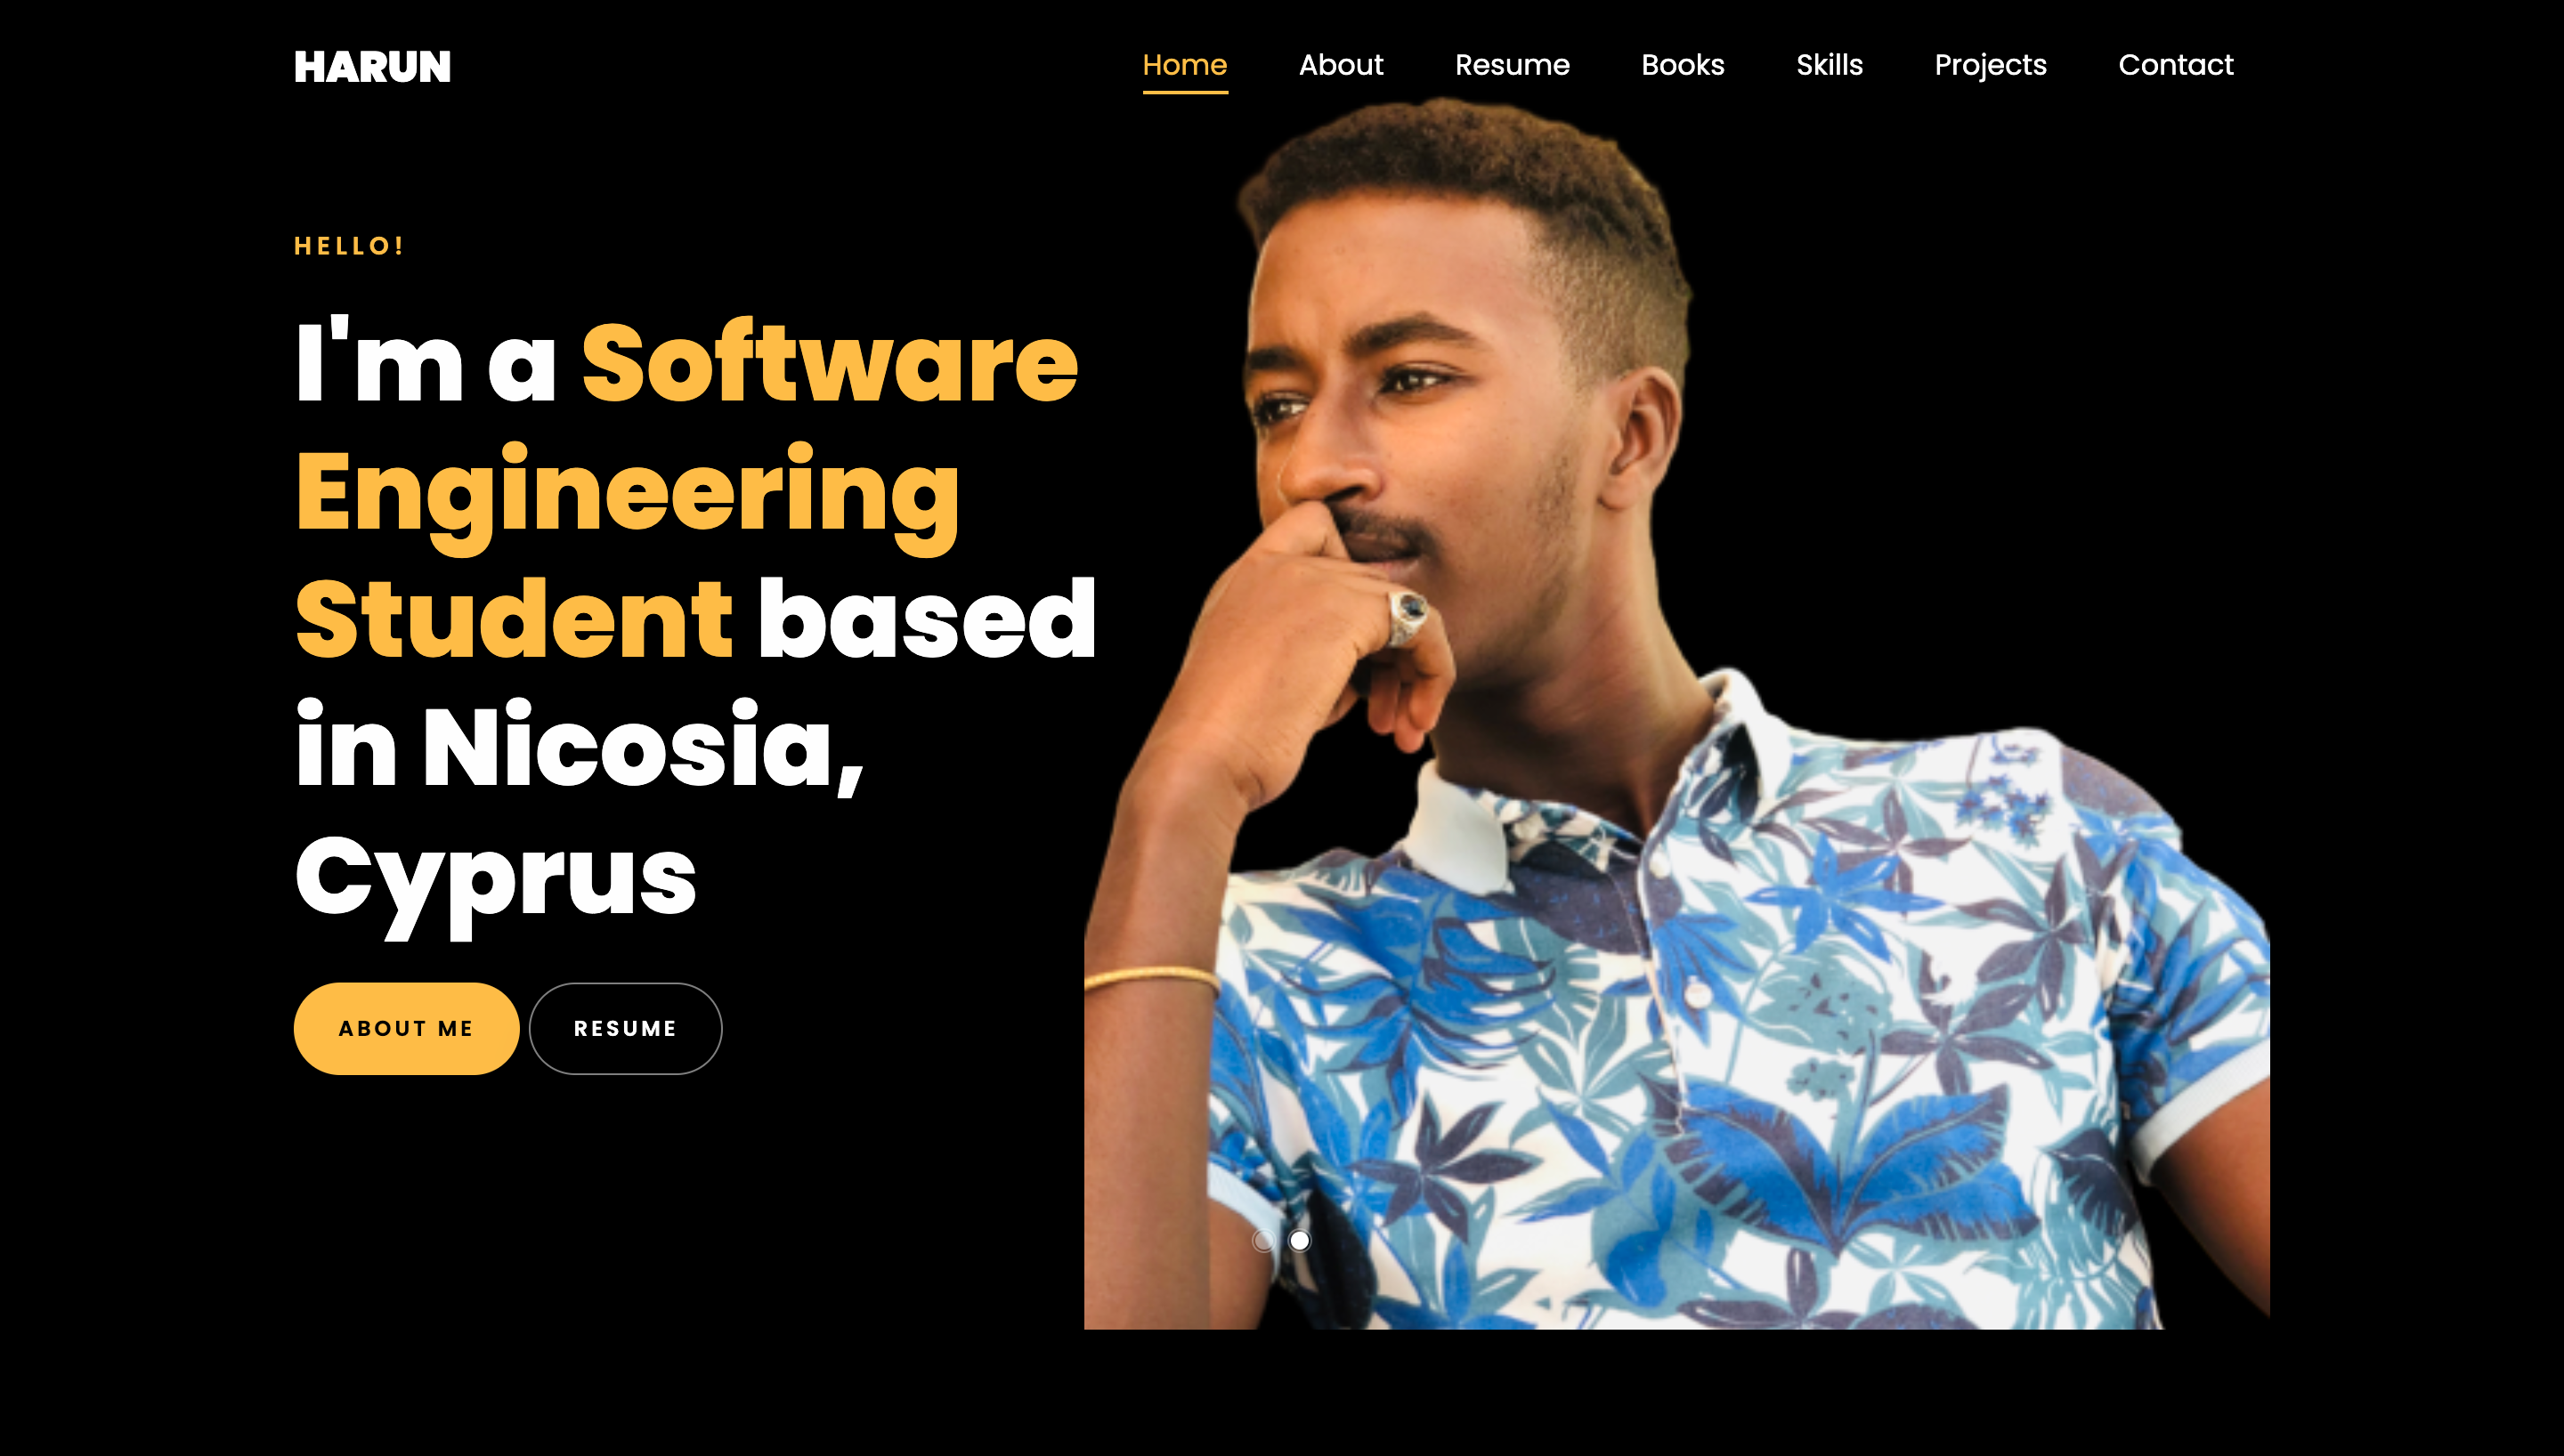 HARUN
Home About Resume Books Skills Projects Contact
HELLO!
I'm a Software
Engineering
Student based
in Nicosia,
Cyprus
ABOUT ME
RESUME